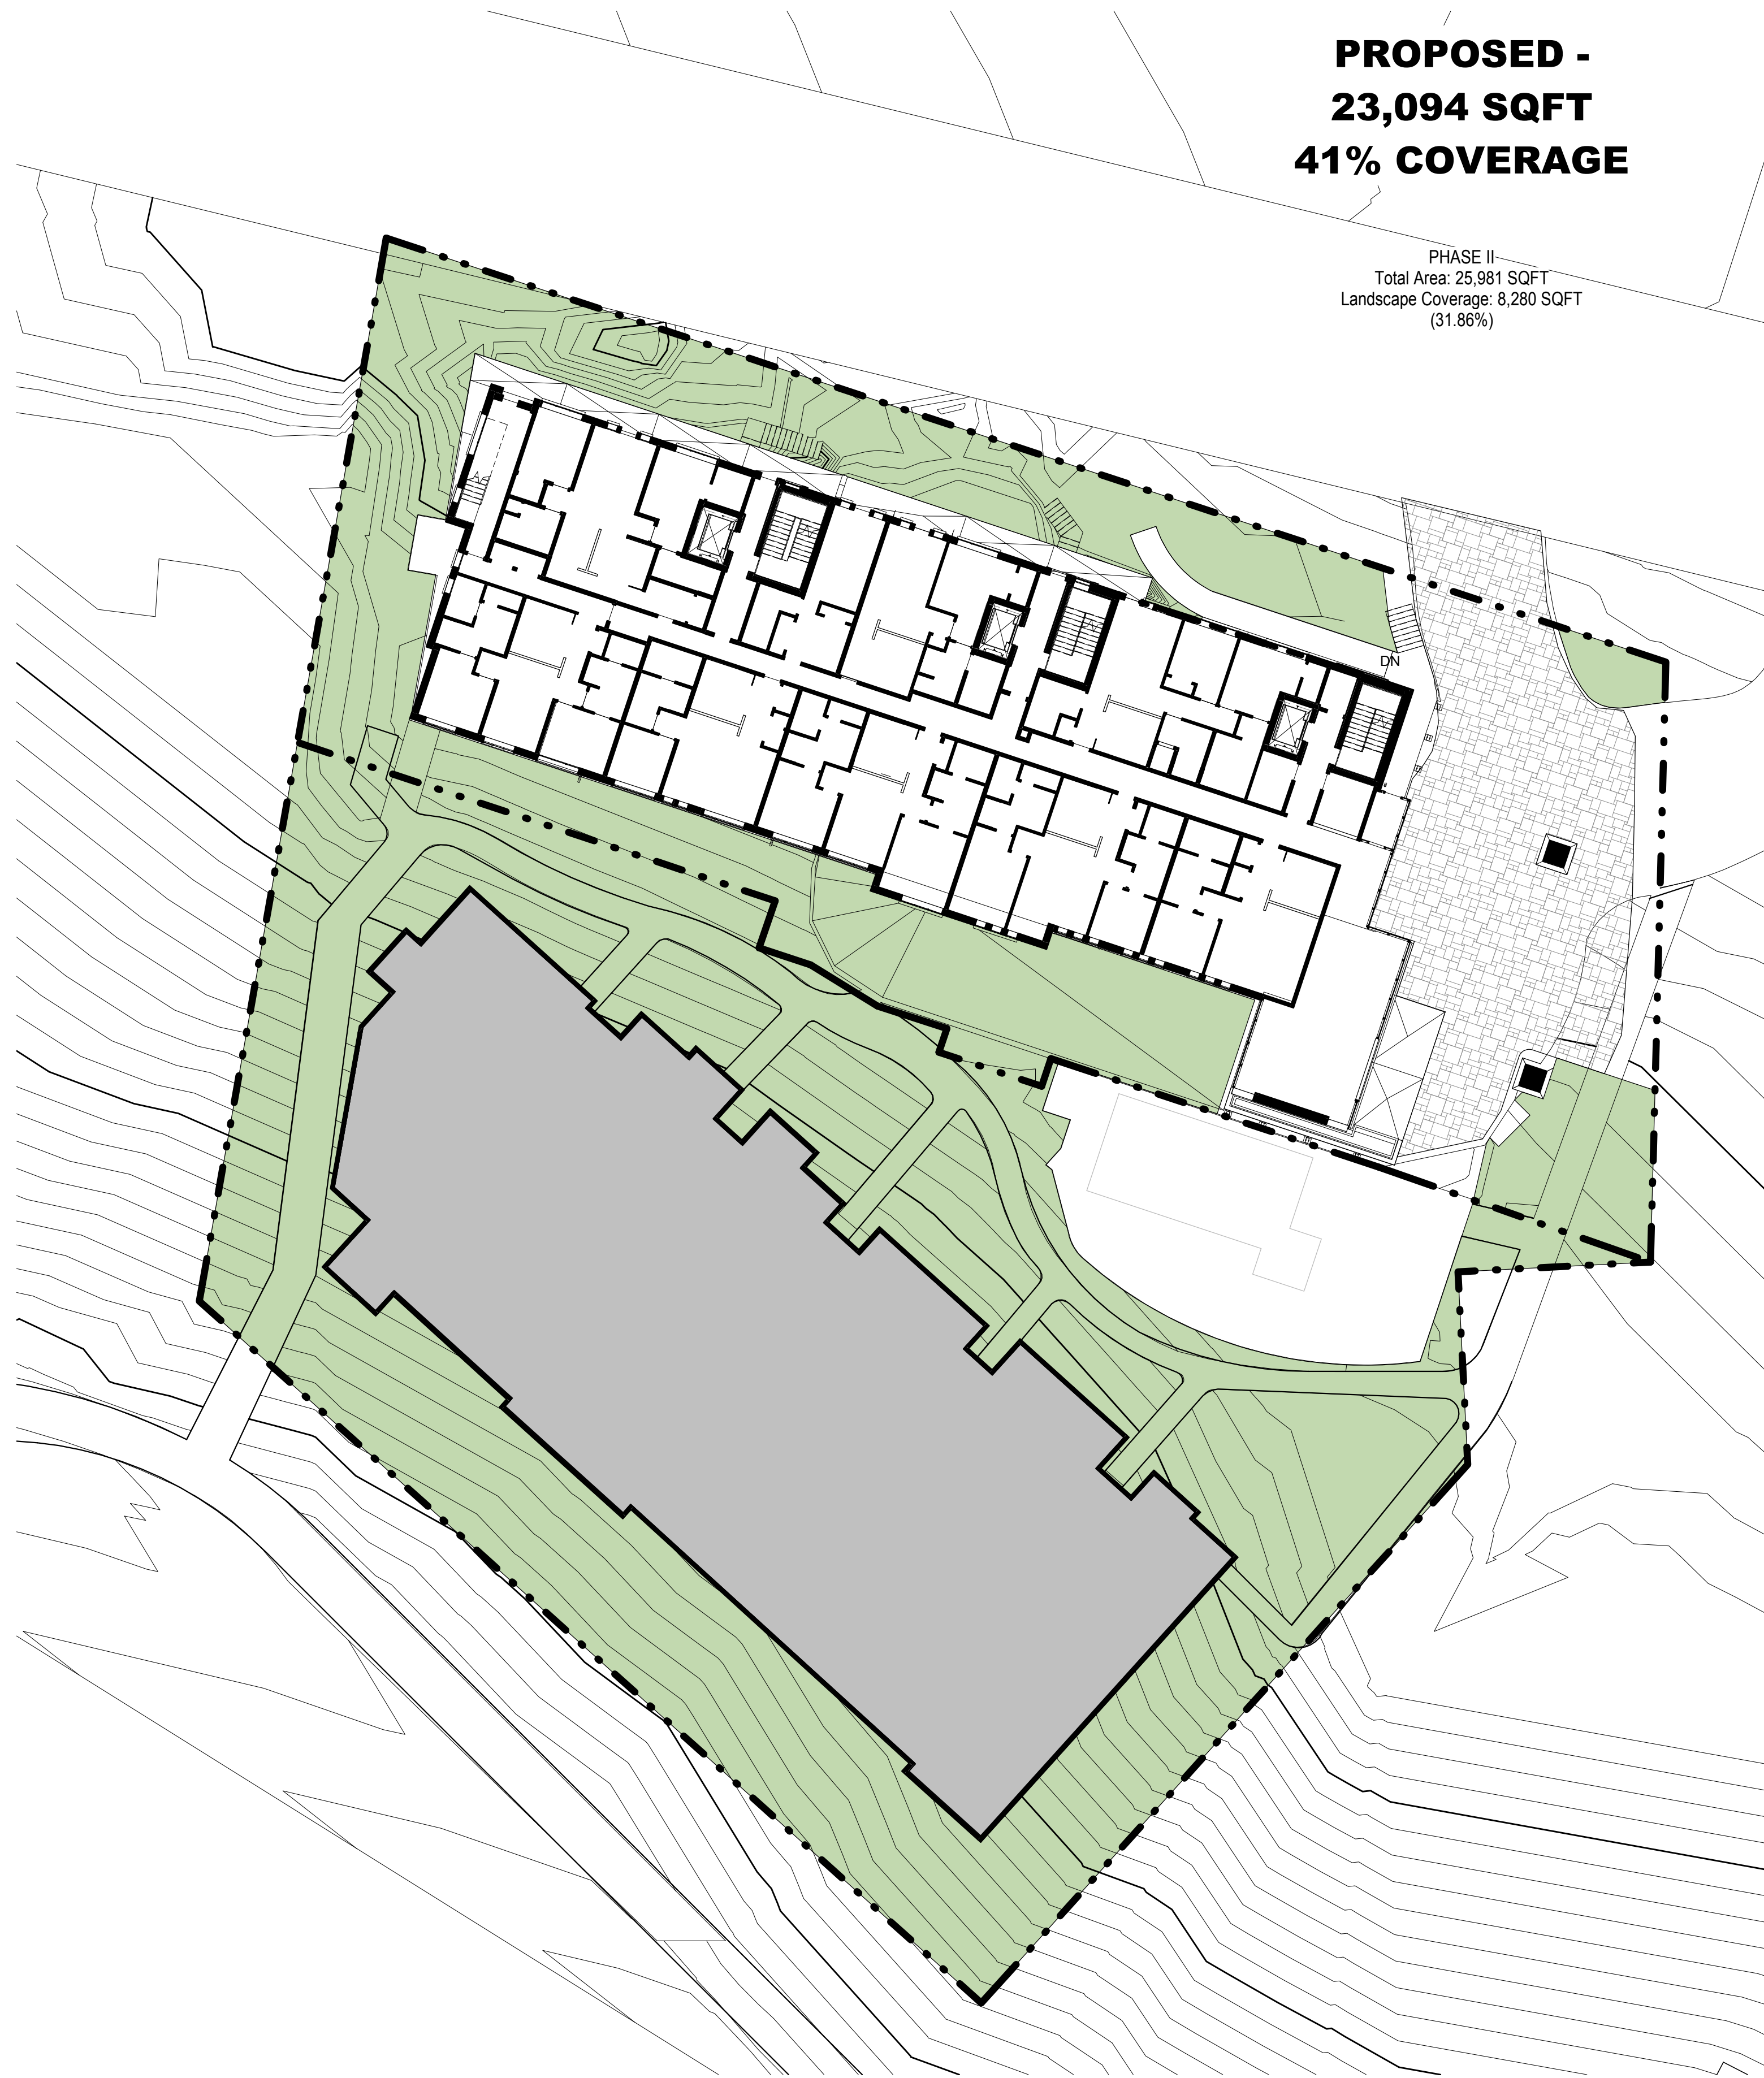 PROPOSED -
23,094 SQFT
41% COVERAGE
PHASE II
Total Area: 25,981 SQFT
Landscape Coverage: 8,280 SQFT
(31.86%)
DN